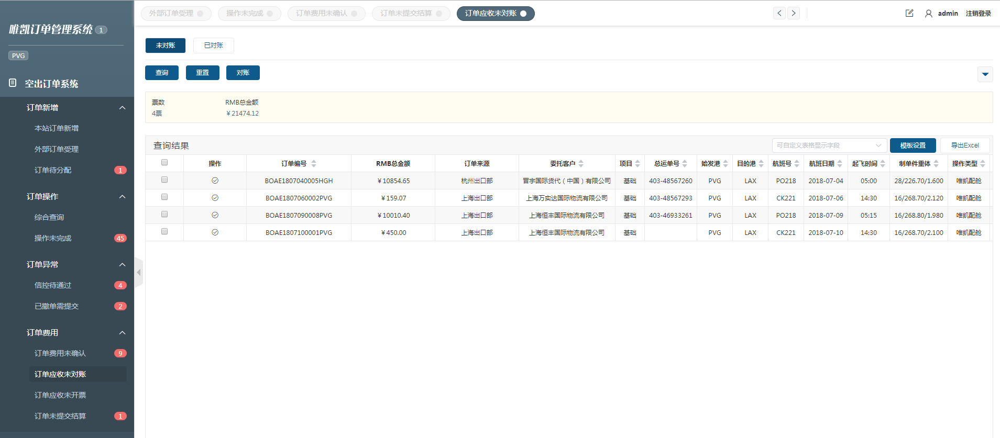 唯凯订单管理系统 1
PVG
空出订单系统
订单新增
本站订单新增
外部订单受理
订单待分配 1
订单操作
综合查询
操作未完成 45
订单异常
信控待通过 4
已撤单需提交 2
订单费用
订单费用未确认 9
订单应收未对账
订单应收未开票
订单未提交结算 1
外部订单受理 操作未完成 订单费用未确认 订单未提交结算 订单应收未对账 admin 注销登录
未对账 已对账
查询 重置 对账
票数 RMB总金额
4票 ¥21474.12
查询结果 可自定义表格显示字段 模板设置 导出Excel
操作 订单编号 RMB总金额 订单来源 委托客户 项目 总运单号 始发港 目的港 航班号 航班日期 起飞时间 制单件重体 操作类型
BOAE1807040005HGH ¥10854.65 杭州出口部 晋宇国际货代（中国）有限公司 基础 403-48567260 PVG LAX PO218 2018-07-04 05:00 28/226.70/1.600 唯凯配舱
BOAE1807060002PVG ¥159.07 上海出口部 上海万实达国际物流有限公司 基础 403-48567293 PVG LAX CK221 2018-07-06 14:30 16/268.70/2.120 唯凯配舱
BOAE1807090008PVG ¥10010.40 上海出口部 上海恒丰国际物流有限公司 基础 403-46933261 PVG LAX PO218 2018-07-09 05:15 16/268.80/1.980 唯凯配舱
BOAE1807100001PVG ¥450.00 上海出口部 上海恒丰国际物流有限公司 基础 PVG LAX CK221 2018-07-10 14:30 16/268.70/2.100 唯凯配舱